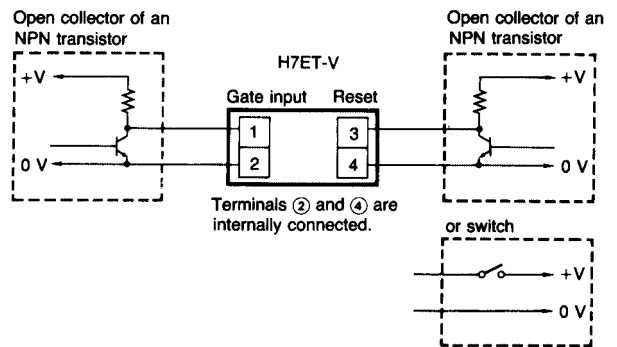 Open collector of an
NPN transistor
Open collector of an
NPN transistor
H7ET-V
+V
+V
Gate input
Reset
1
3
2
4
0 V
0 V
Terminals ② and ④ are
internally connected.
or switch
+V
0 V